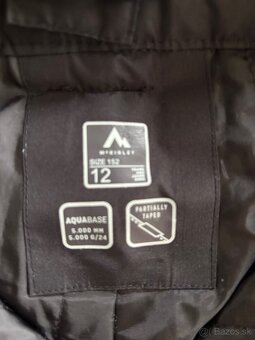 McKINLEY
SIZE 152
12
AQUABASE
5.000 MM
5.000 G/24
PARTIALLY
TAPED
Bazos.sk